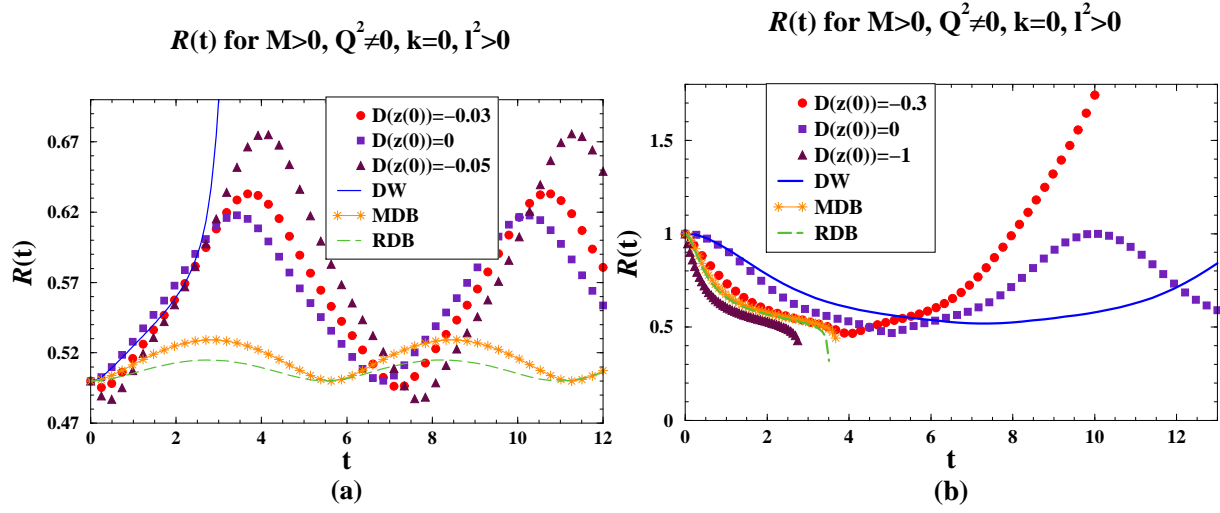 R(t) for M>0, Q²≠0, k=0, l²>0
D(z(0))=−0.03
D(z(0))=0
D(z(0))=−0.05
DW
MDB
RDB
R(t)
0.67
0.62
0.57
0.52
0.47
0 2 4 6 8 10 12
t
(a)
R(t) for M>0, Q²≠0, k=0, l²>0
D(z(0))=−0.3
D(z(0))=0
D(z(0))=−1
DW
MDB
RDB
R(t)
1.5
1
0.5
0
0 2 4 6 8 10 12
t
(b)